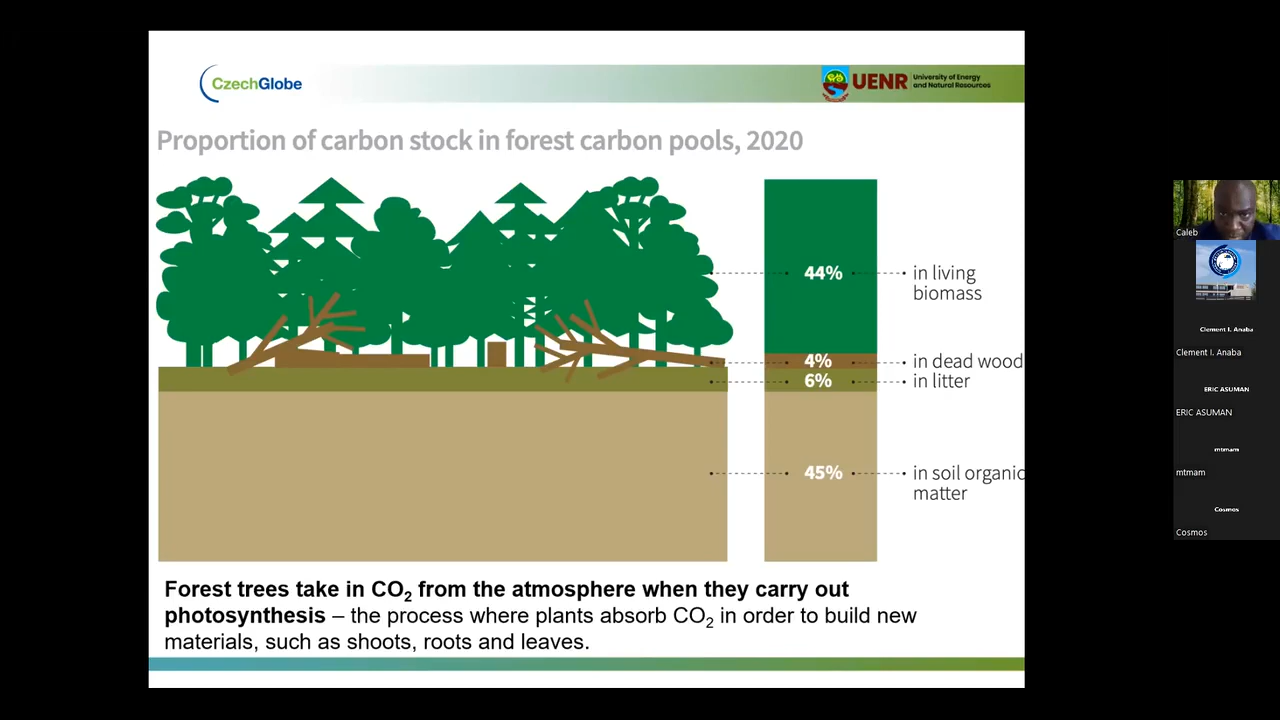 CzechGlobe
UENR
University of Energy
and Natural Resources
Proportion of carbon stock in forest carbon pools, 2020
44%
in living
biomass
4%
in dead wood
6%
in litter
45%
in soil organic
matter
Forest trees take in CO₂ from the atmosphere when they carry out
photosynthesis – the process where plants absorb CO₂ in order to build new
materials, such as shoots, roots and leaves.
Caleb
Clement I. Anaba
Clement I. Anaba
ERIC ASUMAN
ERIC ASUMAN
mtmam
mtmam
Cosmos
Cosmos